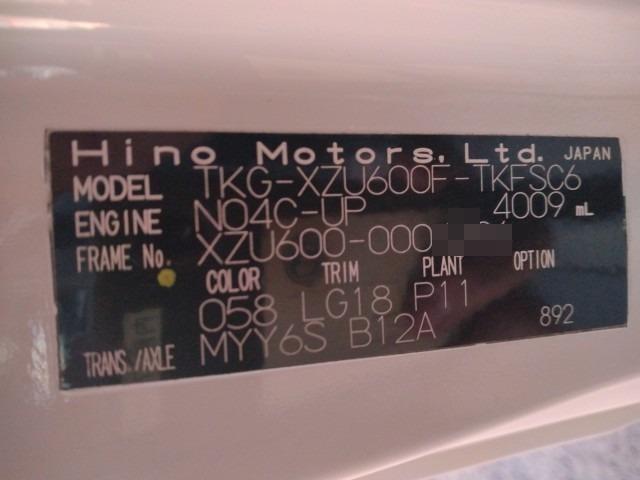 Hino Motors, Ltd. JAPAN
MODEL TKG-XZU600F-TKFSC6
ENGINE N04C-UP 4009 mL
FRAME No. XZU600-000
COLOR TRIM PLANT OPTION
058 LG18 P11
TRANS./AXLE MYY6S B12A 892